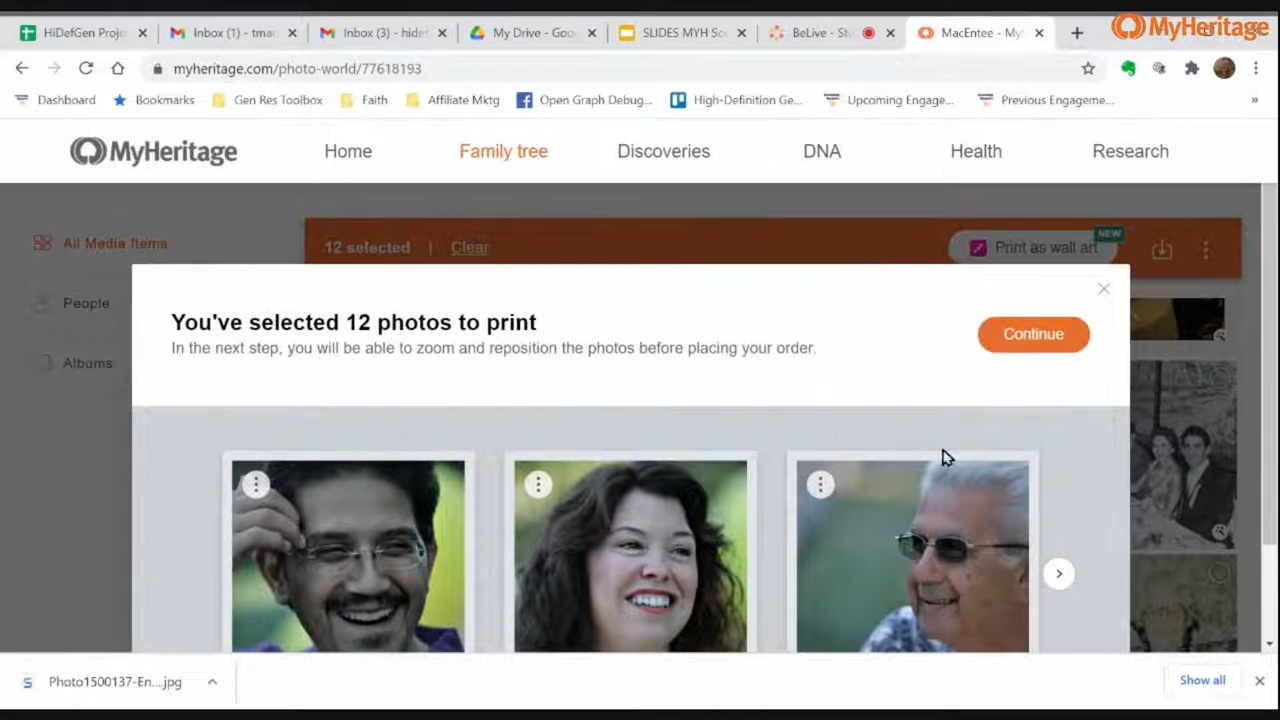 HiDefGen Proje
Inbox (1) - tmac
Inbox (3) - hidef
My Drive - Goo
SLIDES MYH So
BeLive - St
MacEntee - My
MyHeritage
myheritage.com/photo-world/77618193
Dashboard
Bookmarks
Gen Res Toolbox
Faith
Affiliate Mktg
Open Graph Debug...
High-Definition Ge...
Upcoming Engage...
Previous Engageme...
MyHeritage
Home
Family tree
Discoveries
DNA
Health
Research
All Media Items
12 selected | Clear
NEW
Print as wall art
People
Albums
You've selected 12 photos to print
In the next step, you will be able to zoom and reposition the photos before placing your order.
Continue
Photo1500137-En....jpg
Show all